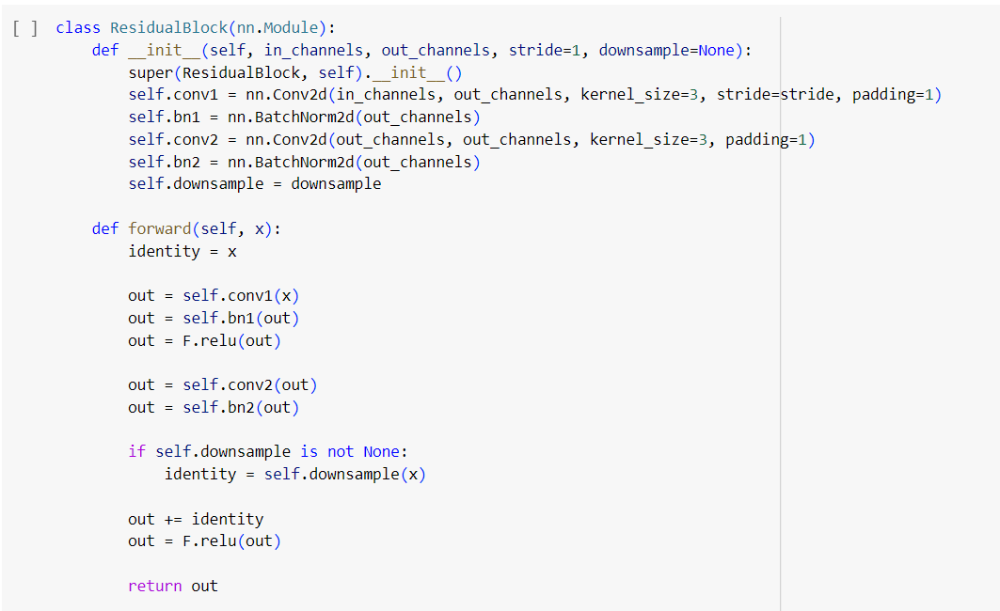 [ ] class ResidualBlock(nn.Module):
    def __init__(self, in_channels, out_channels, stride=1, downsample=None):
        super(ResidualBlock, self).__init__()
        self.conv1 = nn.Conv2d(in_channels, out_channels, kernel_size=3, stride=stride, padding=1)
        self.bn1 = nn.BatchNorm2d(out_channels)
        self.conv2 = nn.Conv2d(out_channels, out_channels, kernel_size=3, padding=1)
        self.bn2 = nn.BatchNorm2d(out_channels)
        self.downsample = downsample

    def forward(self, x):
        identity = x

        out = self.conv1(x)
        out = self.bn1(out)
        out = F.relu(out)

        out = self.conv2(out)
        out = self.bn2(out)

        if self.downsample is not None:
            identity = self.downsample(x)

        out += identity
        out = F.relu(out)

        return out